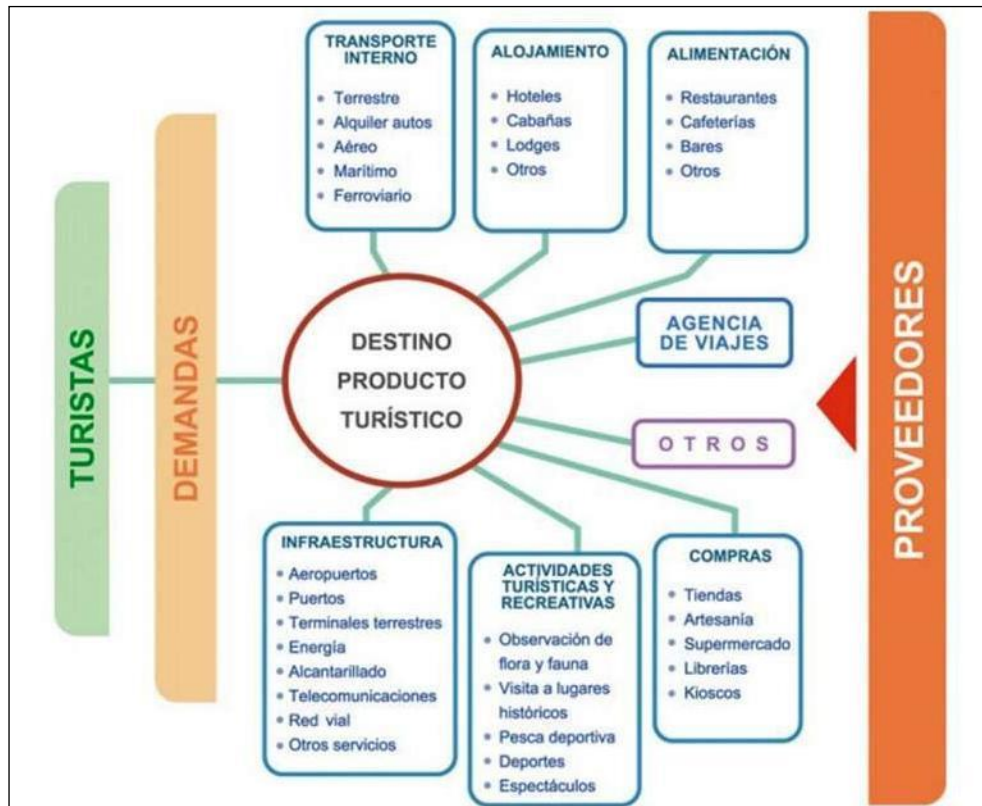 TURISTAS
DEMANDAS
TRANSPORTE
INTERNO
• Terrestre
• Alquiler autos
• Aéreo
• Marítimo
• Ferroviario
ALOJAMIENTO
• Hoteles
• Cabañas
• Lodges
• Otros
ALIMENTACIÓN
• Restaurantes
• Cafeterías
• Bares
• Otros
DESTINO
PRODUCTO
TURÍSTICO
AGENCIA
DE VIAJES
OTROS
INFRAESTRUCTURA
• Aeropuertos
• Puertos
• Terminales terrestres
• Energía
• Alcantarillado
• Telecomunicaciones
• Red vial
• Otros servicios
ACTIVIDADES
TURÍSTICAS Y
RECREATIVAS
• Observación de
flora y fauna
• Visita a lugares
históricos
• Pesca deportiva
• Deportes
• Espectáculos
COMPRAS
• Tiendas
• Artesanía
• Supermercado
• Librerías
• Kioscos
PROVEEDORES